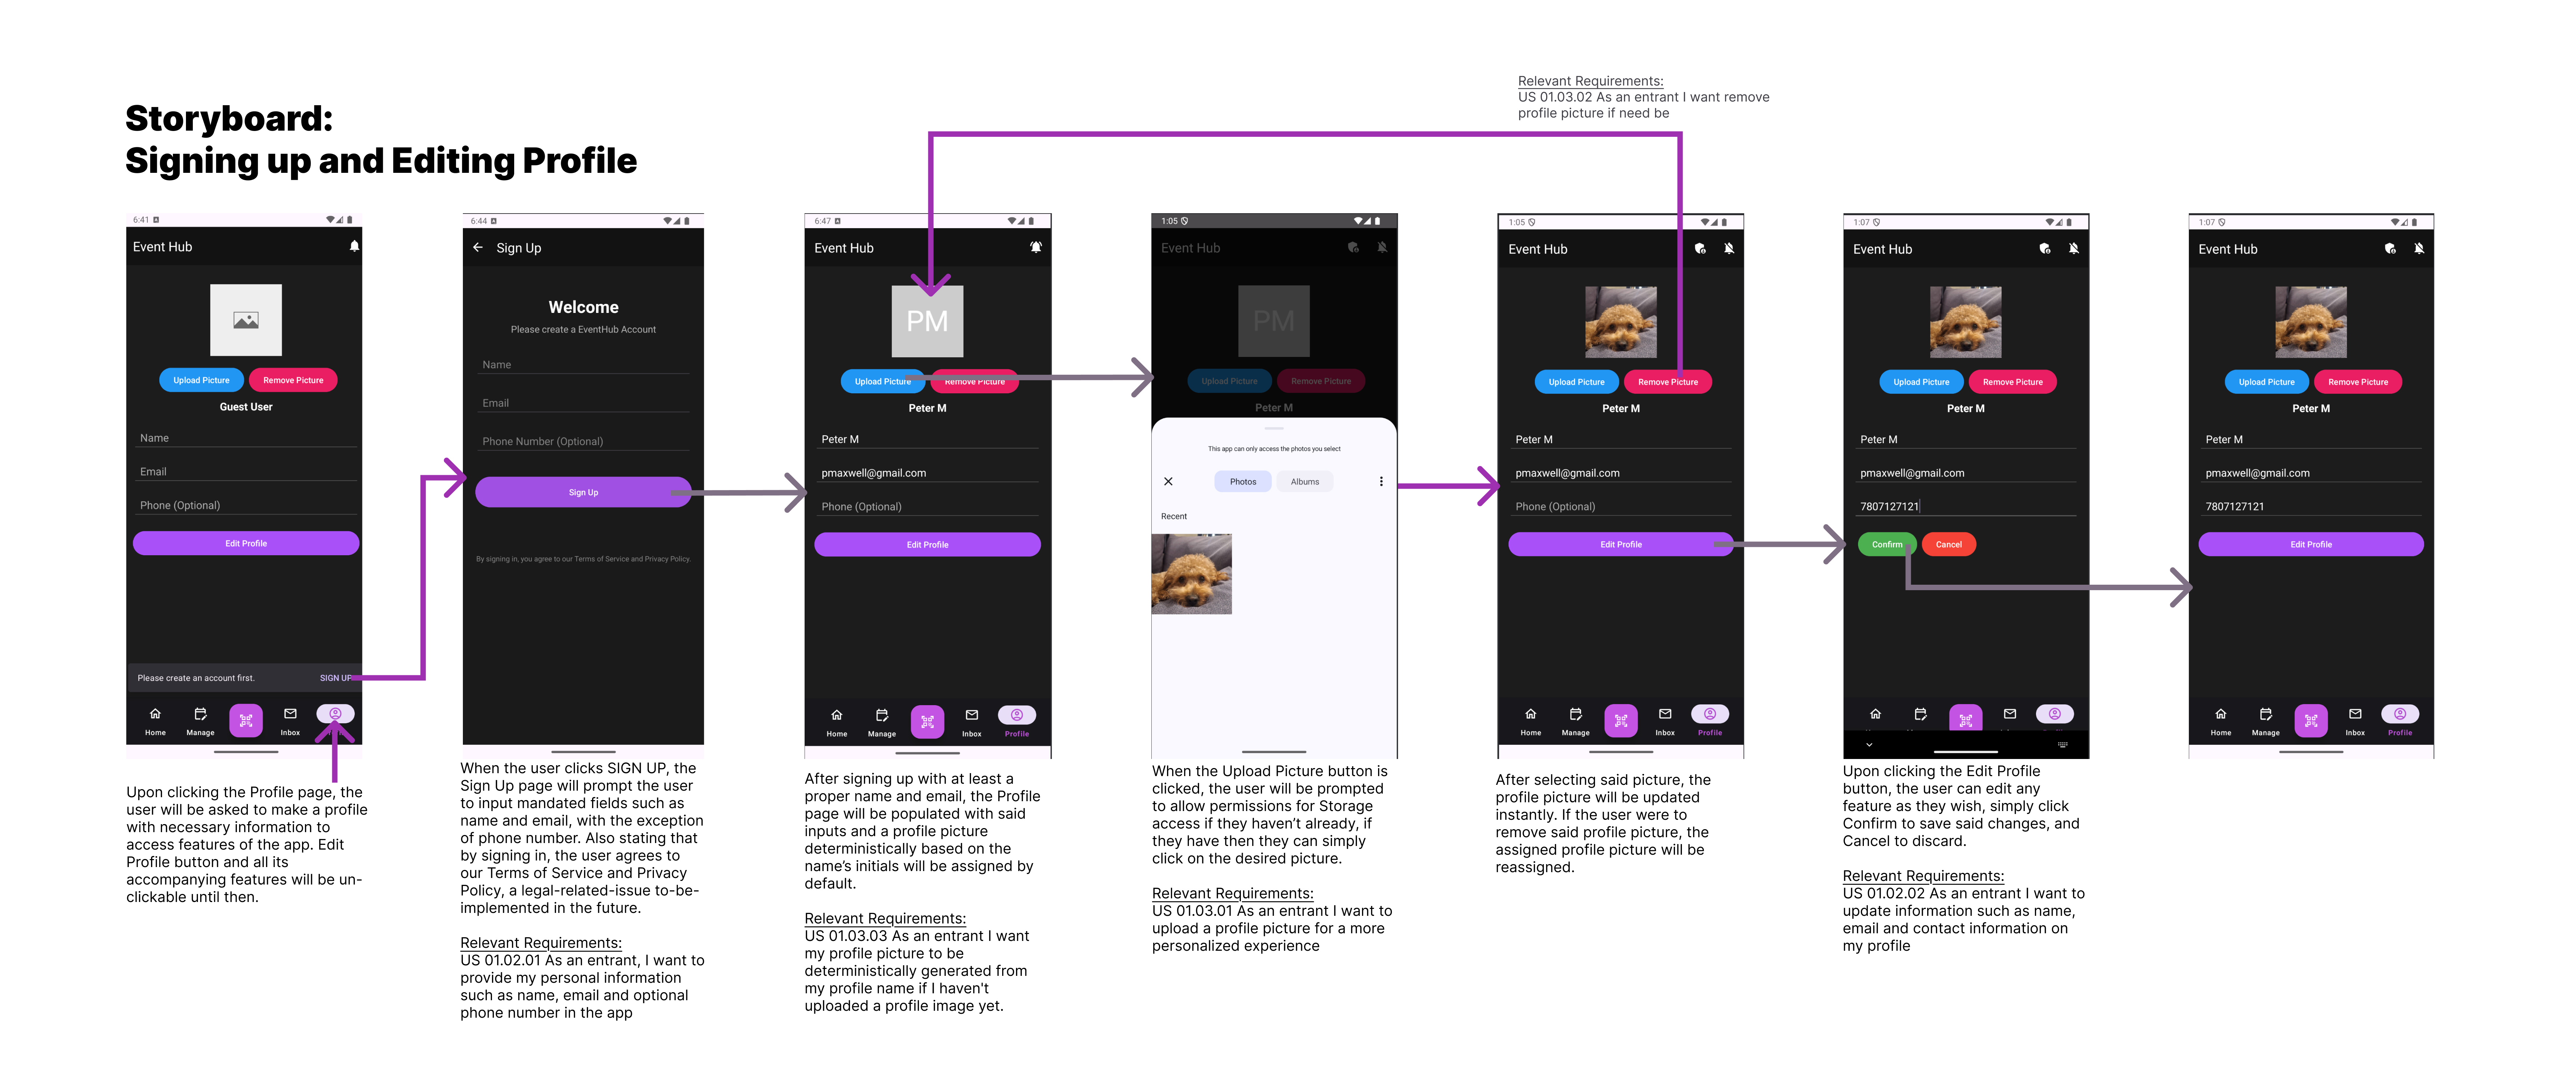 Storyboard:
Signing up and Editing Profile
Relevant Requirements:
US 01.03.02 As an entrant I want remove
profile picture if need be
6:41
Event Hub
Upload Picture
Remove Picture
Guest User
Name
Email
Phone (Optional)
Edit Profile
Please create an account first.
SIGN UP
Home
Manage
Inbox
Upon clicking the Profile page, the
user will be asked to make a profile
with necessary information to
access features of the app. Edit
Profile button and all its
accompanying features will be un-
clickable until then.
6:44
Sign Up
Welcome
Please create a EventHub Account
Name
Email
Phone Number (Optional)
Sign Up
By signing in, you agree to our Terms of Service and Privacy Policy.
When the user clicks SIGN UP, the
Sign Up page will prompt the user
to input mandated fields such as
name and email, with the exception
of phone number. Also stating that
by signing in, the user agrees to
our Terms of Service and Privacy
Policy, a legal-related-issue to-be-
implemented in the future.
Relevant Requirements:
US 01.02.01 As an entrant, I want to
provide my personal information
such as name, email and optional
phone number in the app
6:47
Event Hub
PM
Upload Picture
Remove Picture
Peter M
Peter M
pmaxwell@gmail.com
Phone (Optional)
Edit Profile
Home
Manage
Inbox
Profile
After signing up with at least a
proper name and email, the Profile
page will be populated with said
inputs and a profile picture
deterministically based on the
name's initials will be assigned by
default.
Relevant Requirements:
US 01.03.03 As an entrant I want
my profile picture to be
deterministically generated from
my profile name if I haven't
uploaded a profile image yet.
1:05
Event Hub
PM
Upload Picture
Remove Picture
Peter M
This app can only access the photos you select
Photos
Albums
Recent
When the Upload Picture button is
clicked, the user will be prompted
to allow permissions for Storage
access if they haven't already, if
they have then they can simply
click on the desired picture.
Relevant Requirements:
US 01.03.01 As an entrant I want to
upload a profile picture for a more
personalized experience
1:05
Event Hub
Upload Picture
Remove Picture
Peter M
Peter M
pmaxwell@gmail.com
Phone (Optional)
Edit Profile
Home
Manage
Inbox
Profile
After selecting said picture, the
profile picture will be updated
instantly. If the user were to
remove said profile picture, the
assigned profile picture will be
reassigned.
1:07
Event Hub
Upload Picture
Remove Picture
Peter M
Peter M
pmaxwell@gmail.com
7807127121
Confirm
Cancel
Upon clicking the Edit Profile
button, the user can edit any
feature as they wish, simply click
Confirm to save said changes, and
Cancel to discard.
Relevant Requirements:
US 01.02.02 As an entrant I want to
update information such as name,
email and contact information on
my profile
1:07
Event Hub
Upload Picture
Remove Picture
Peter M
Peter M
pmaxwell@gmail.com
7807127121
Edit Profile
Home
Manage
Inbox
Profile